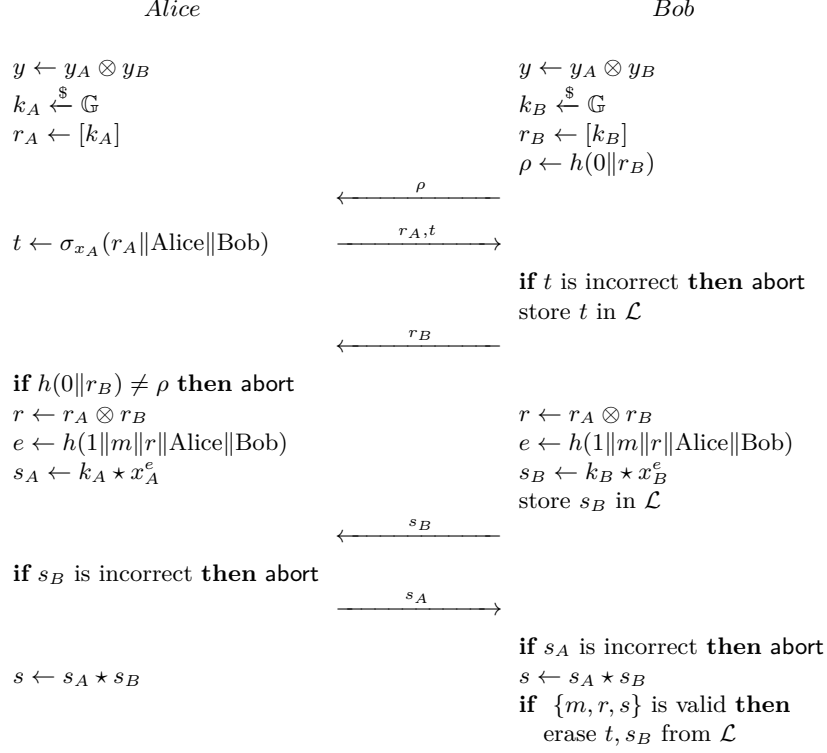 Alice Bob
y ← y_A ⊗ y_B y ← y_A ⊗ y_B
k_A ←$ 𝔾 k_B ←$ 𝔾
r_A ← [k_A] r_B ← [k_B]
ρ ← h(0‖r_B)
ρ
t ← σ_{x_A}(r_A‖Alice‖Bob) r_A,t
if t is incorrect then abort
store t in ℒ
r_B
if h(0‖r_B) ≠ ρ then abort
r ← r_A ⊗ r_B r ← r_A ⊗ r_B
e ← h(1‖m‖r‖Alice‖Bob) e ← h(1‖m‖r‖Alice‖Bob)
s_A ← k_A ⋆ x_A^e s_B ← k_B ⋆ x_B^e
store s_B in ℒ
s_B
if s_B is incorrect then abort
s_A
if s_A is incorrect then abort
s ← s_A ⋆ s_B s ← s_A ⋆ s_B
if {m, r, s} is valid then
erase t, s_B from ℒ